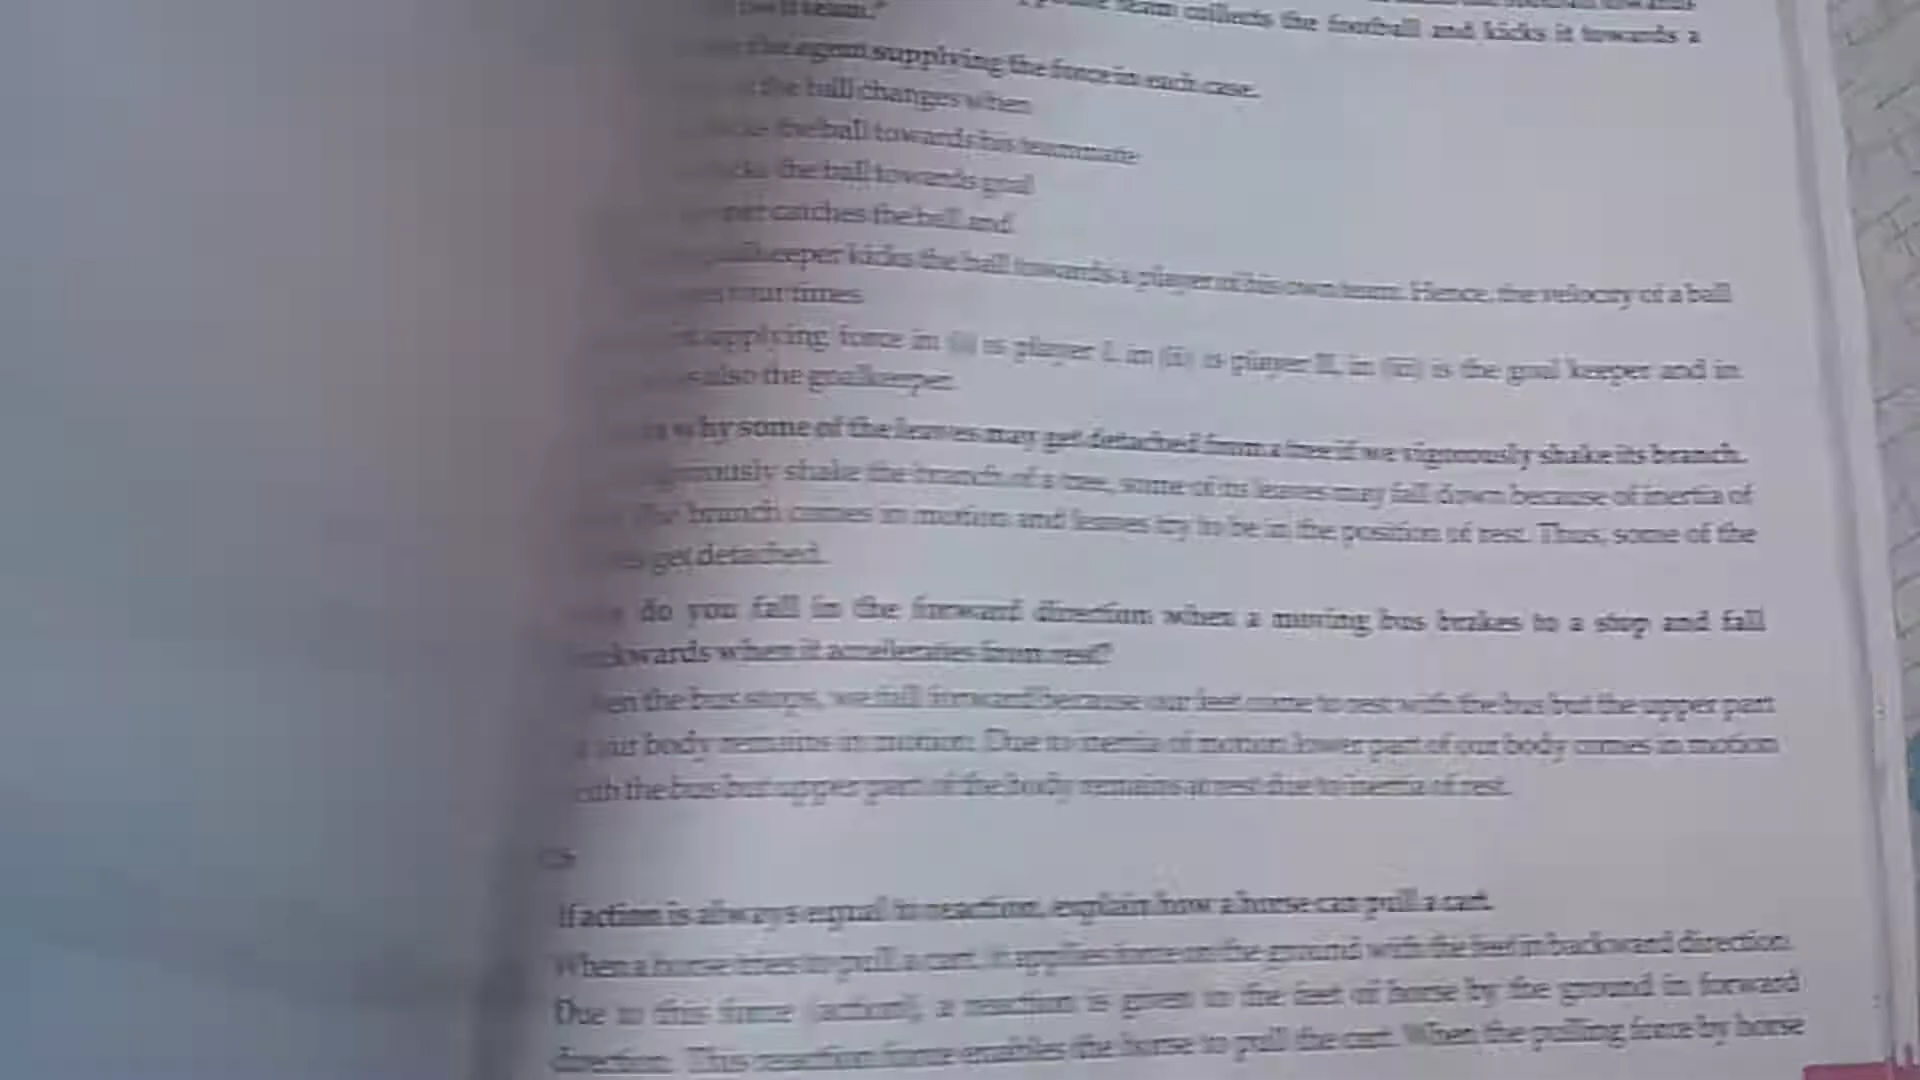 team collects the football and kicks it towards a
the agent supplying the force in each case.
the ball changes when
the ball towards his teammate
the ball towards goal
catches the ball and
kicks the ball towards a player of his own team. Hence, the velocity of a ball
four times.
applying force in (i) is player I, in (ii) is player II, in (iii) is the goal keeper and in
also the goalkeeper.
why some of the leaves may get detached from a tree if we vigorously shake its branch.
shake the branch of a tree, some of its leaves may fall down because of inertia of
branch comes in motion and leaves try to be in the position of rest. Thus, some of the
get detached.
do you fall in the forward direction when a moving bus brakes to a stop and fall
backwards when it accelerates from rest?
the bus stops, we fall forward because our feet come to rest with the bus but the upper part
our body remains in motion. Due to inertia of motion lower part of our body comes in motion
with the bus but upper part of the body remains at rest due to inertia of rest.
If action is always equal to reaction, explain how a horse can pull a cart.
When a horse tries to pull a cart, it applies force on the ground with the feet in backward direction.
Due to this force (action), a reaction is given to the feet of horse by the ground in forward
direction. This reaction force enables the horse to pull the cart. When the pulling force by horse